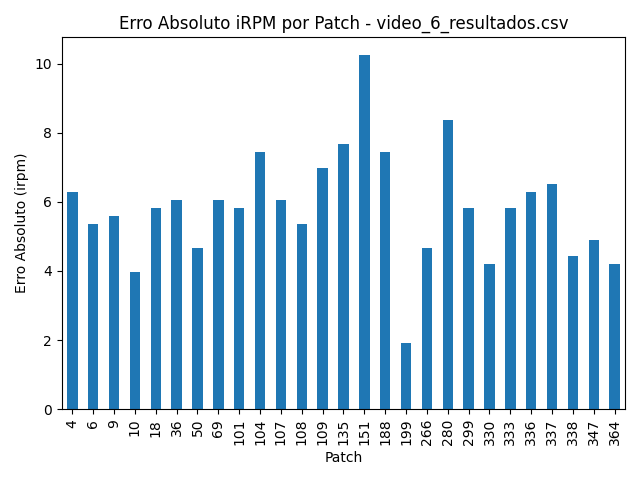 Erro Absoluto iRPM por Patch - video_6_resultados.csv
Erro Absoluto (irpm)
10
8
6
4
2
0
4 6 9 10 18 36 50 69 101 104 107 108 109 135 151 188 199 266 280 299 330 333 336 337 338 347 364
Patch